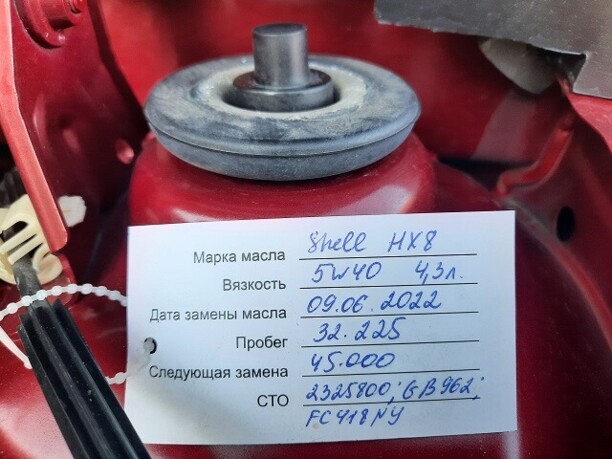 Марка масла Shell HX8
Вязкость 5w40 4,3л.
Дата замены масла 09.06.2022
Пробег 32.225
Следующая замена 45.000
СТО 2325800; GB962;
FC418NY